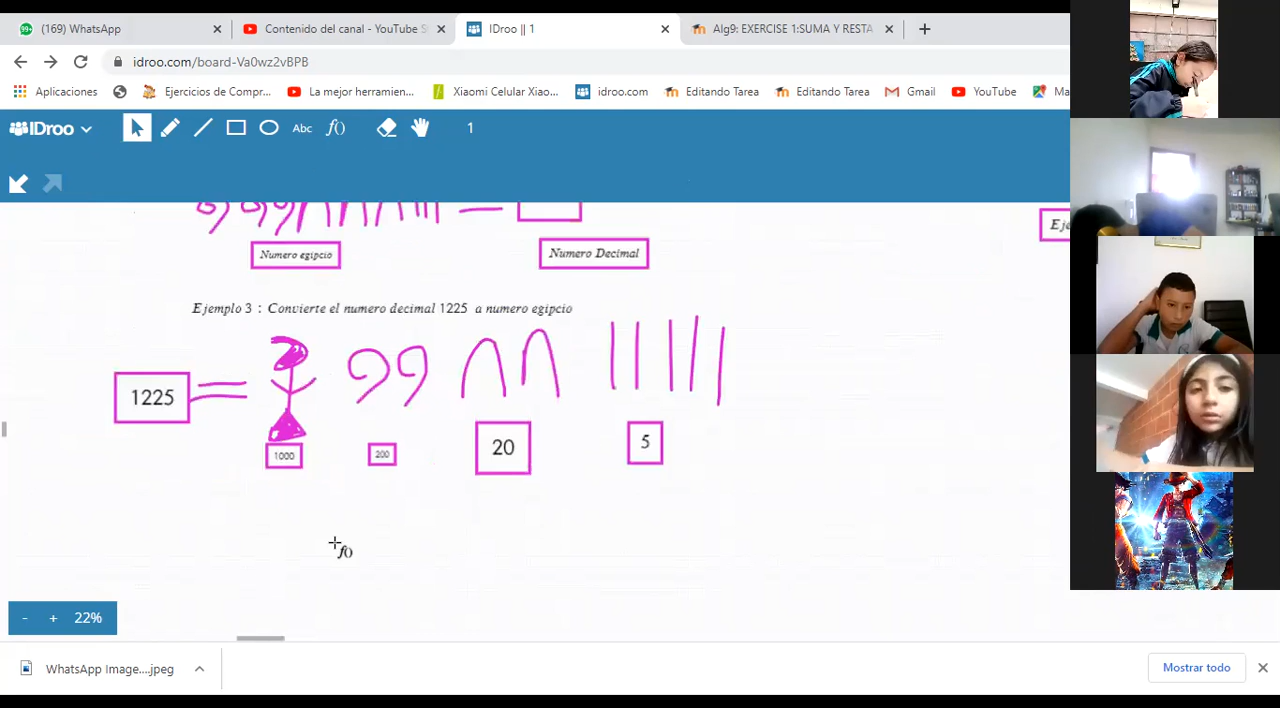 (169) WhatsApp
Contenido del canal - YouTube S
IDroo || 1
Alg9: EXERCISE 1:SUMA Y RESTA
idroo.com/board-Va0wz2vBPB
Aplicaciones
Ejercicios de Compr...
La mejor herramien...
Xiaomi Celular Xiao...
idroo.com
Editando Tarea
Editando Tarea
Gmail
YouTube
Ma
IDroo
Abc
f()
1
Numero egipcio
Numero Decimal
Eje
Ejemplo 3 : Convierte el numero decimal 1225 a numero egipcio
1225
1000
200
20
5
f()
- + 22%
WhatsApp Image....jpeg
Mostrar todo